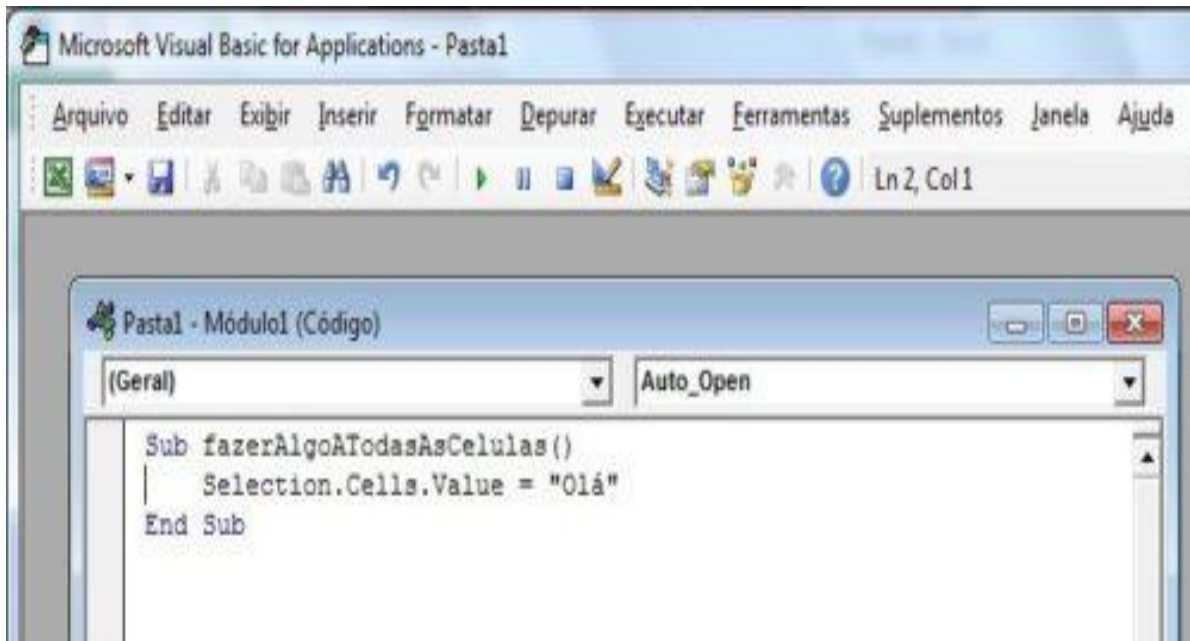 Microsoft Visual Basic for Applications - Pasta1
Arquivo Editar Exibir Inserir Formatar Depurar Executar Ferramentas Suplementos Janela Ajuda
Ln 2, Col 1
Pasta1 - Módulo1 (Código)
(Geral) Auto_Open
Sub fazerAlgoATodasAsCelulas()
Selection.Cells.Value = "Olá"
End Sub